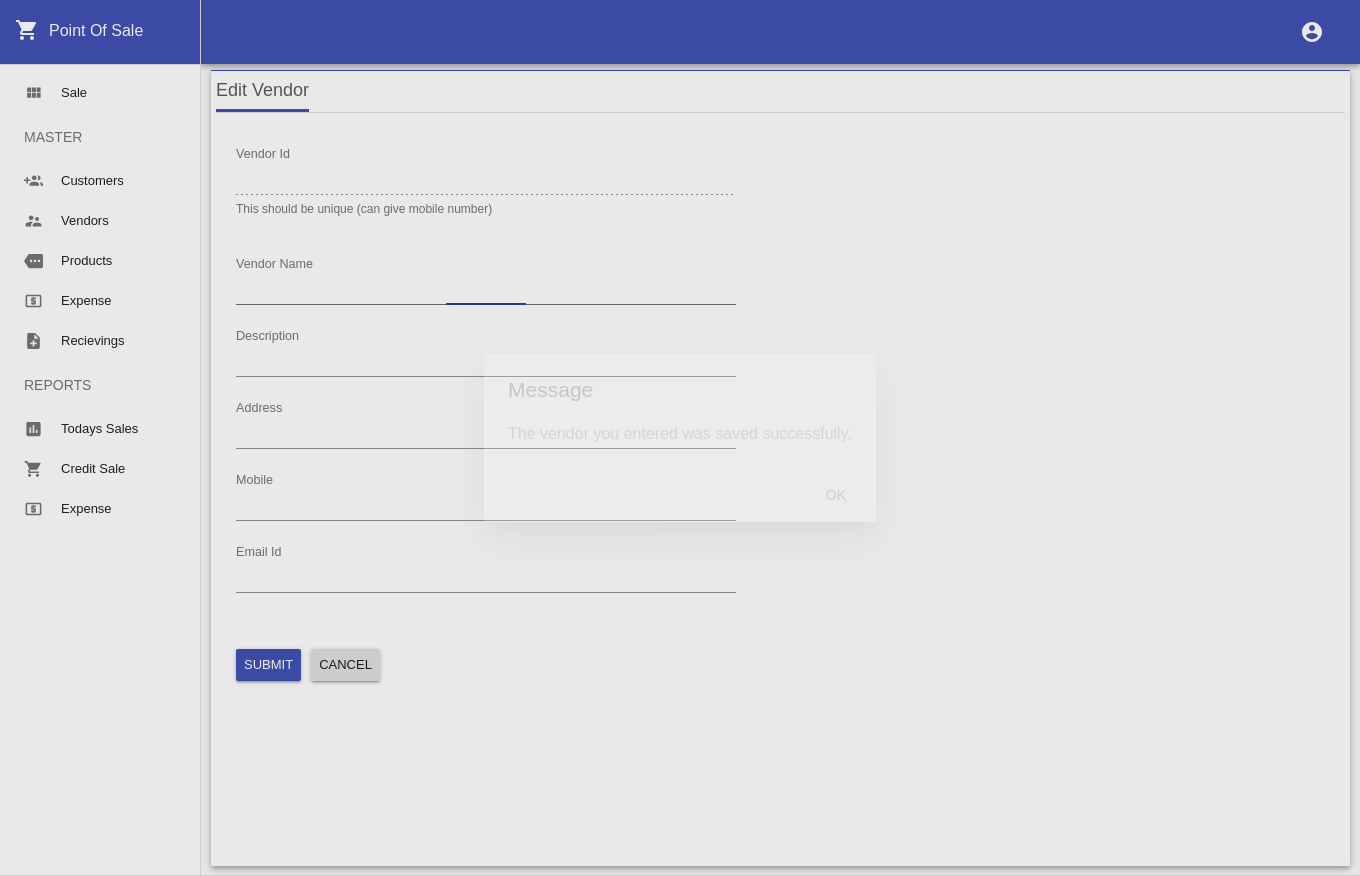 Point Of Sale
Sale
MASTER
Customers
Vendors
Products
Expense
Recievings
REPORTS
Todays Sales
Credit Sale
Expense
Edit Vendor
Vendor Id
This should be unique (can give mobile number)
Vendor Name
Description
Address
Mobile
Email Id
SUBMIT
CANCEL
Message
The vendor you entered was saved successfully.
OK